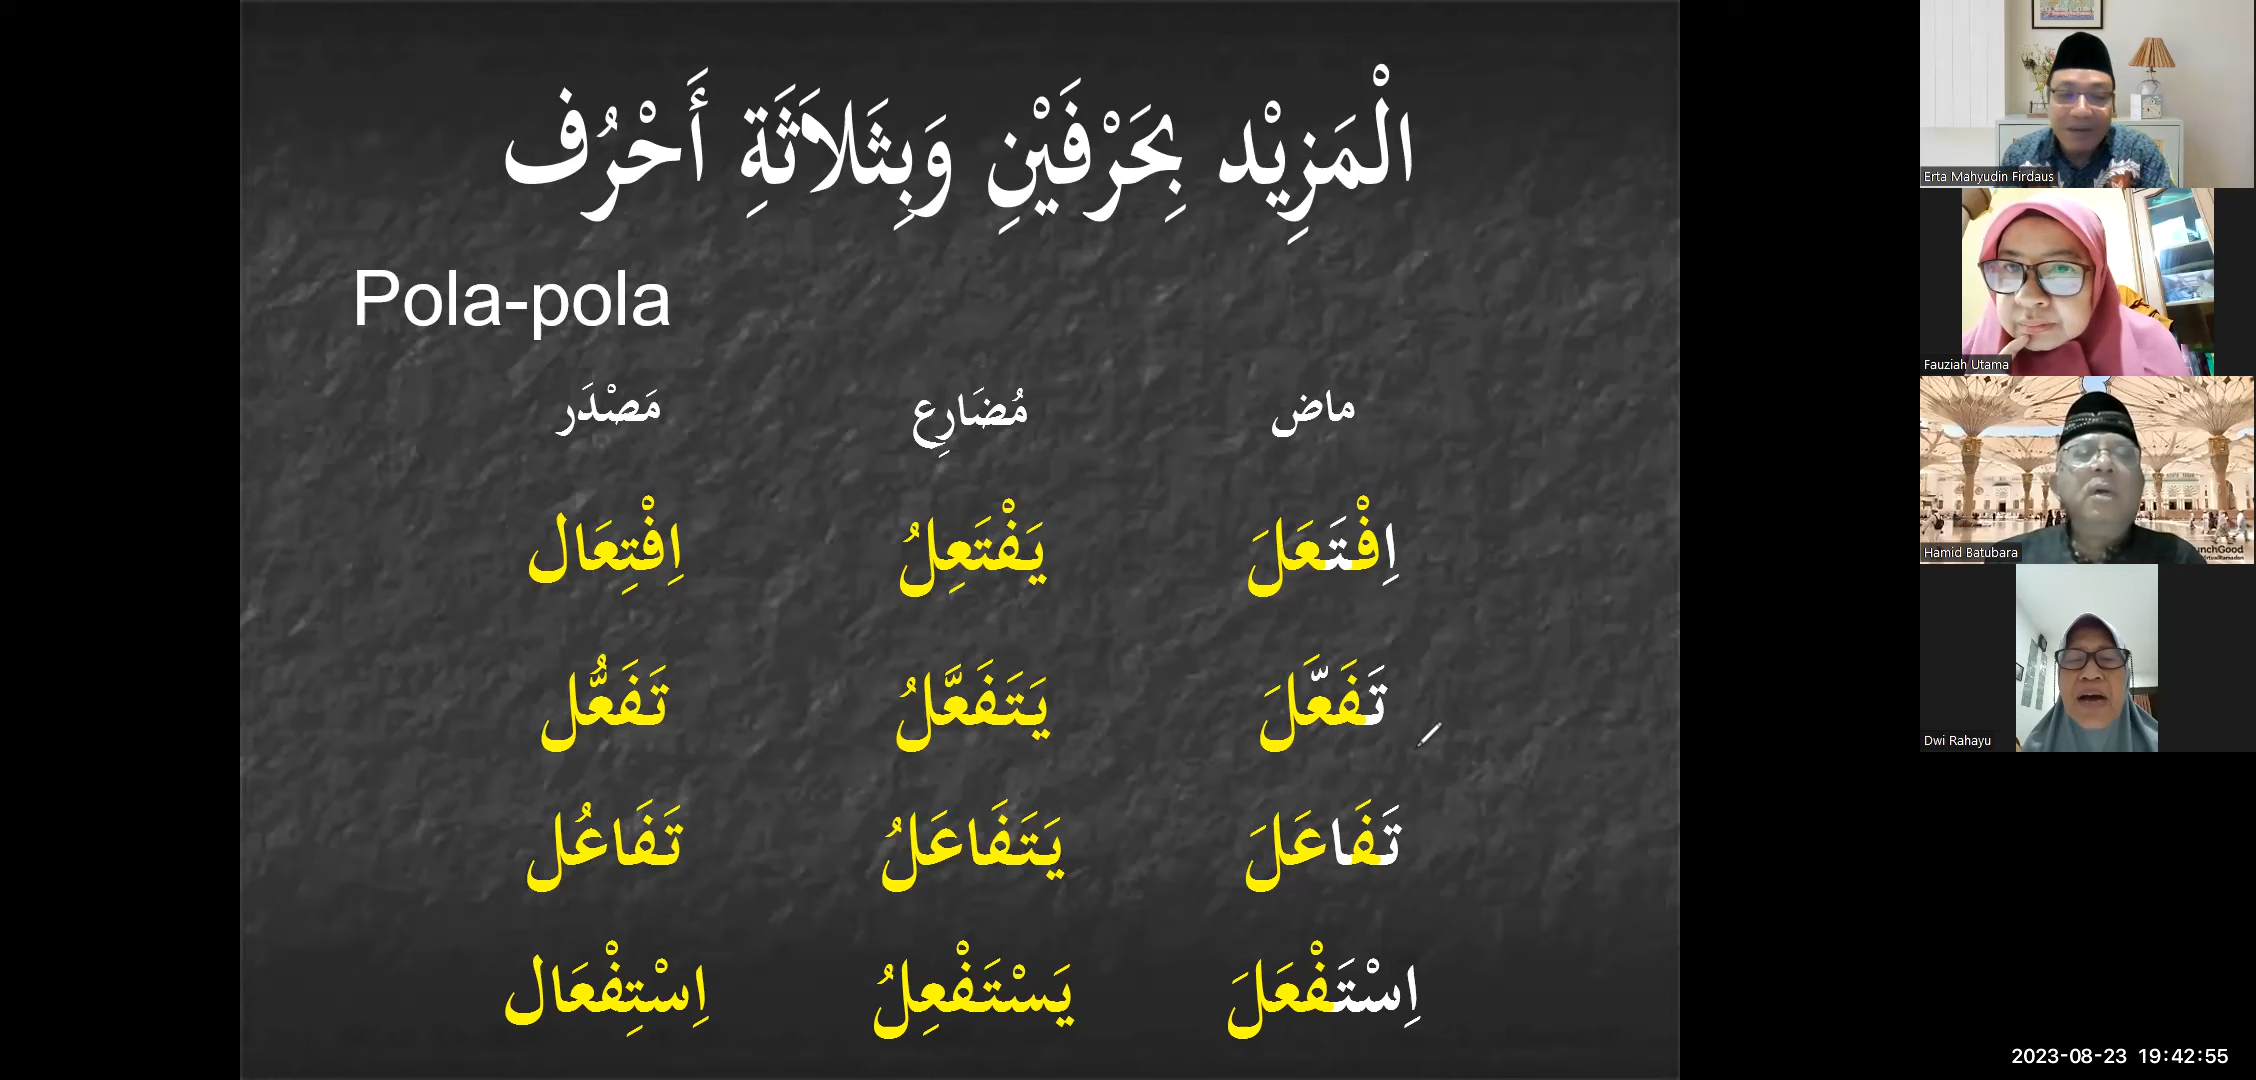 الْمَزِيْد بِحَرْفَيْنِ وَبِثَلاَثَةِ أَحْرُف
Pola-pola
ماض مُضَارِع مَصْدَر
اِفْتَعَلَ يَفْتَعِلُ اِفْتِعَال
تَفَعَّلَ يَتَفَعَّلُ تَفَعُّل
تَفَاعَلَ يَتَفَاعَلُ تَفَاعُل
اِسْتَفْعَلَ يَسْتَفْعِلُ اِسْتِفْعَال
Erta Mahyudin Firdaus
Fauziah Utama
Hamid Batubara
Dwi Rahayu
2023-08-23 19:42:55